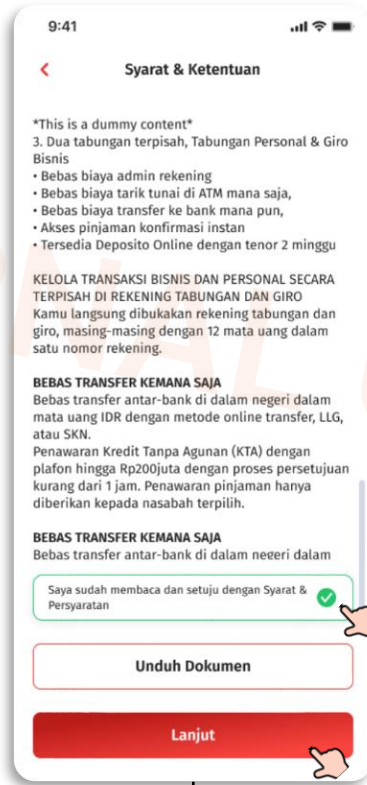 9:41
Syarat & Ketentuan
*This is a dummy content*
3. Dua tabungan terpisah, Tabungan Personal & Giro
Bisnis
• Bebas biaya admin rekening
• Bebas biaya tarik tunai di ATM mana saja,
• Bebas biaya transfer ke bank mana pun,
• Akses pinjaman konfirmasi instan
• Tersedia Deposito Online dengan tenor 2 minggu
KELOLA TRANSAKSI BISNIS DAN PERSONAL SECARA
TERPISAH DI REKENING TABUNGAN DAN GIRO
Kamu langsung dibukakan rekening tabungan dan
giro, masing-masing dengan 12 mata uang dalam
satu nomor rekening.
BEBAS TRANSFER KEMANA SAJA
Bebas transfer antar-bank di dalam negeri dalam
mata uang IDR dengan metode online transfer, LLG,
atau SKN.
Penawaran Kredit Tanpa Agunan (KTA) dengan
plafon hingga Rp200juta dengan proses persetujuan
kurang dari 1 jam. Penawaran pinjaman hanya
diberikan kepada nasabah terpilih.
BEBAS TRANSFER KEMANA SAJA
Bebas transfer antar-bank di dalam negeri dalam
Saya sudah membaca dan setuju dengan Syarat &
Persyaratan
Unduh Dokumen
Lanjut